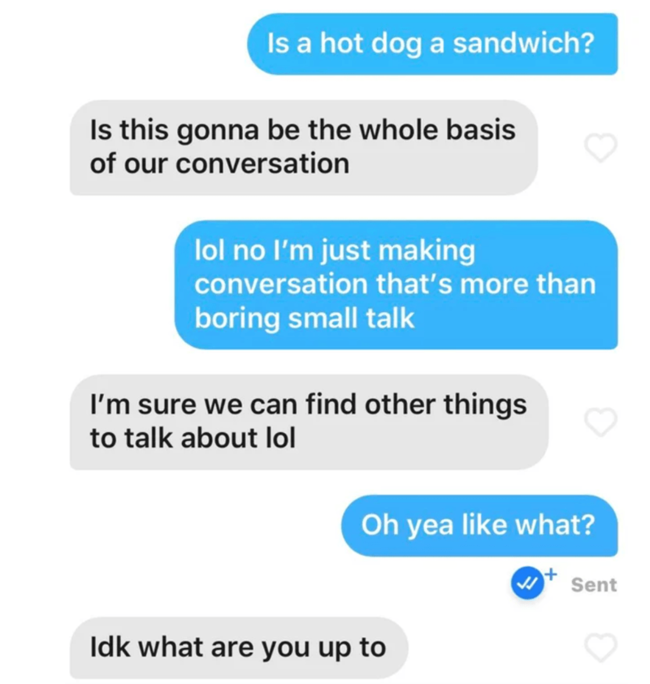 Is a hot dog a sandwich?
Is this gonna be the whole basis
of our conversation
lol no I’m just making
conversation that’s more than
boring small talk
I’m sure we can find other things
to talk about lol
Oh yea like what?
Sent
Idk what are you up to